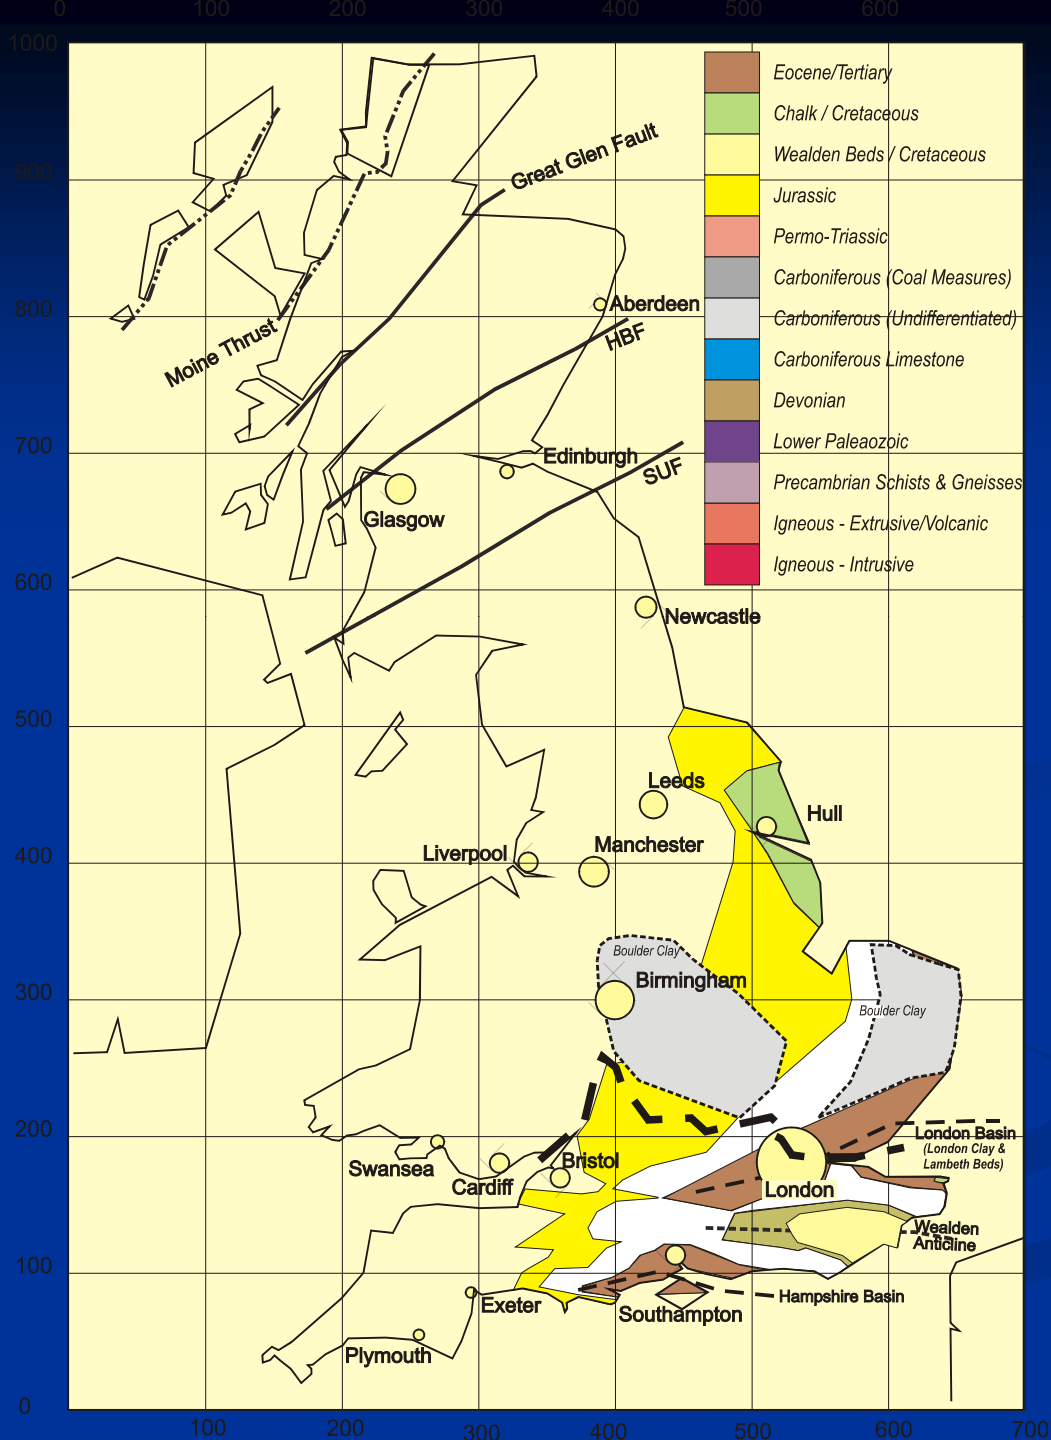 0 100 200 300 400 500 600
1000
Eocene/Tertiary
Chalk / Cretaceous
Great Glen Fault
Wealden Beds / Cretaceous
900
Jurassic
Permo-Triassic
Carboniferous (Coal Measures)
800
Aberdeen
Carboniferous (Undifferentiated)
HBF
Moine Thrust
Carboniferous Limestone
Devonian
700
Lower Palaeozoic
Edinburgh
SUF
Precambrian Schists & Gneisses
Glasgow
Igneous - Extrusive/Volcanic
Igneous - Intrusive
600
Newcastle
500
Leeds
Hull
Manchester
Liverpool
400
Boulder Clay
Birmingham
300
Boulder Clay
200
London Basin
(London Clay &
Lambeth Beds)
Swansea
Bristol
Cardiff
London
Wealden
Anticline
100
Hampshire Basin
Exeter
Southampton
Plymouth
0
100 200 300 400 500 600 700